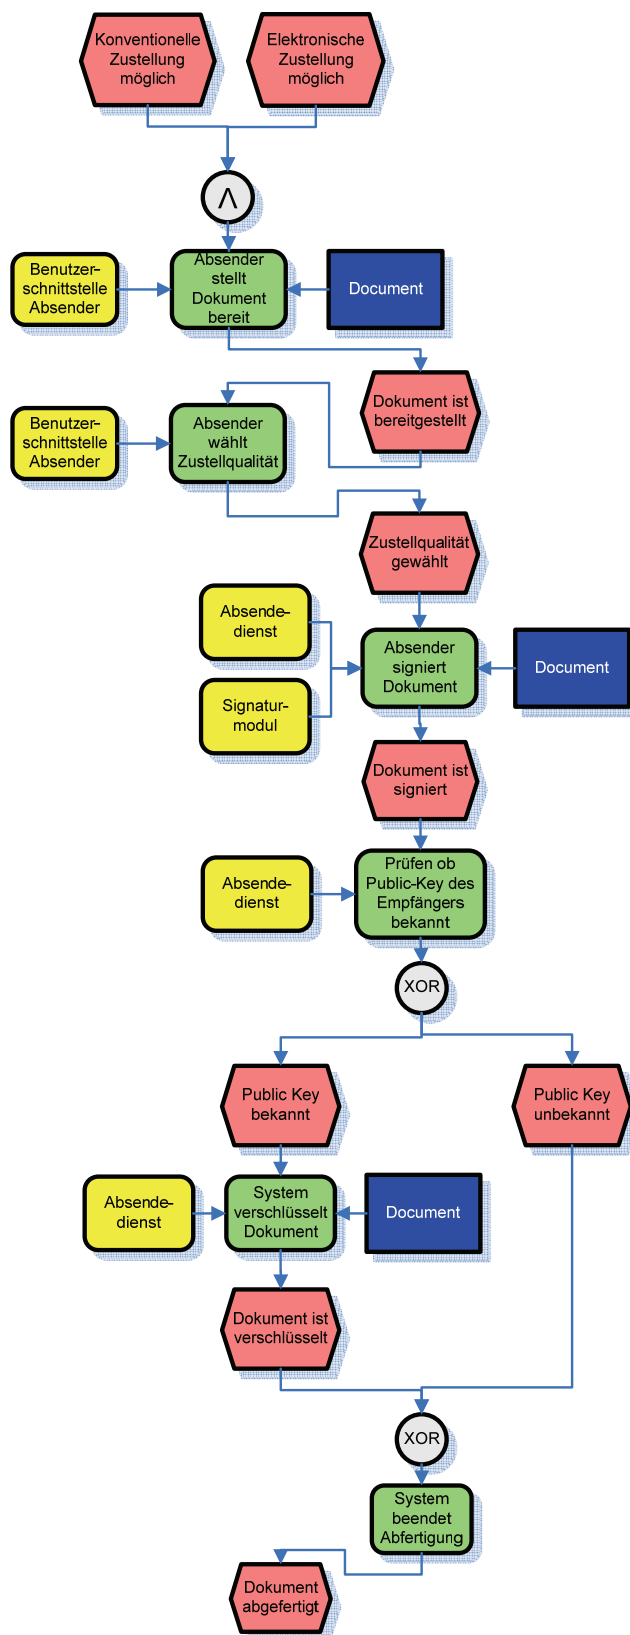 Konventionelle
Zustellung
möglich
Elektronische
Zustellung
möglich
Λ
Benutzer-
schnittstelle
Absender
Absender
stellt
Dokument
bereit
Document
Dokument ist
bereitgestellt
Benutzer-
schnittstelle
Absender
Absender
wählt
Zustellqualität
Zustellqualität
gewählt
Absende-
dienst
Signatur-
modul
Absender
signiert
Dokument
Document
Dokument ist
signiert
Absende-
dienst
Prüfen ob
Public-Key des
Empfängers
bekannt
XOR
Public Key
bekannt
Public Key
unbekannt
Absende-
dienst
System
verschlüsselt
Dokument
Document
Dokument ist
verschlüsselt
XOR
System
beendet
Abfertigung
Dokument
abgefertigt